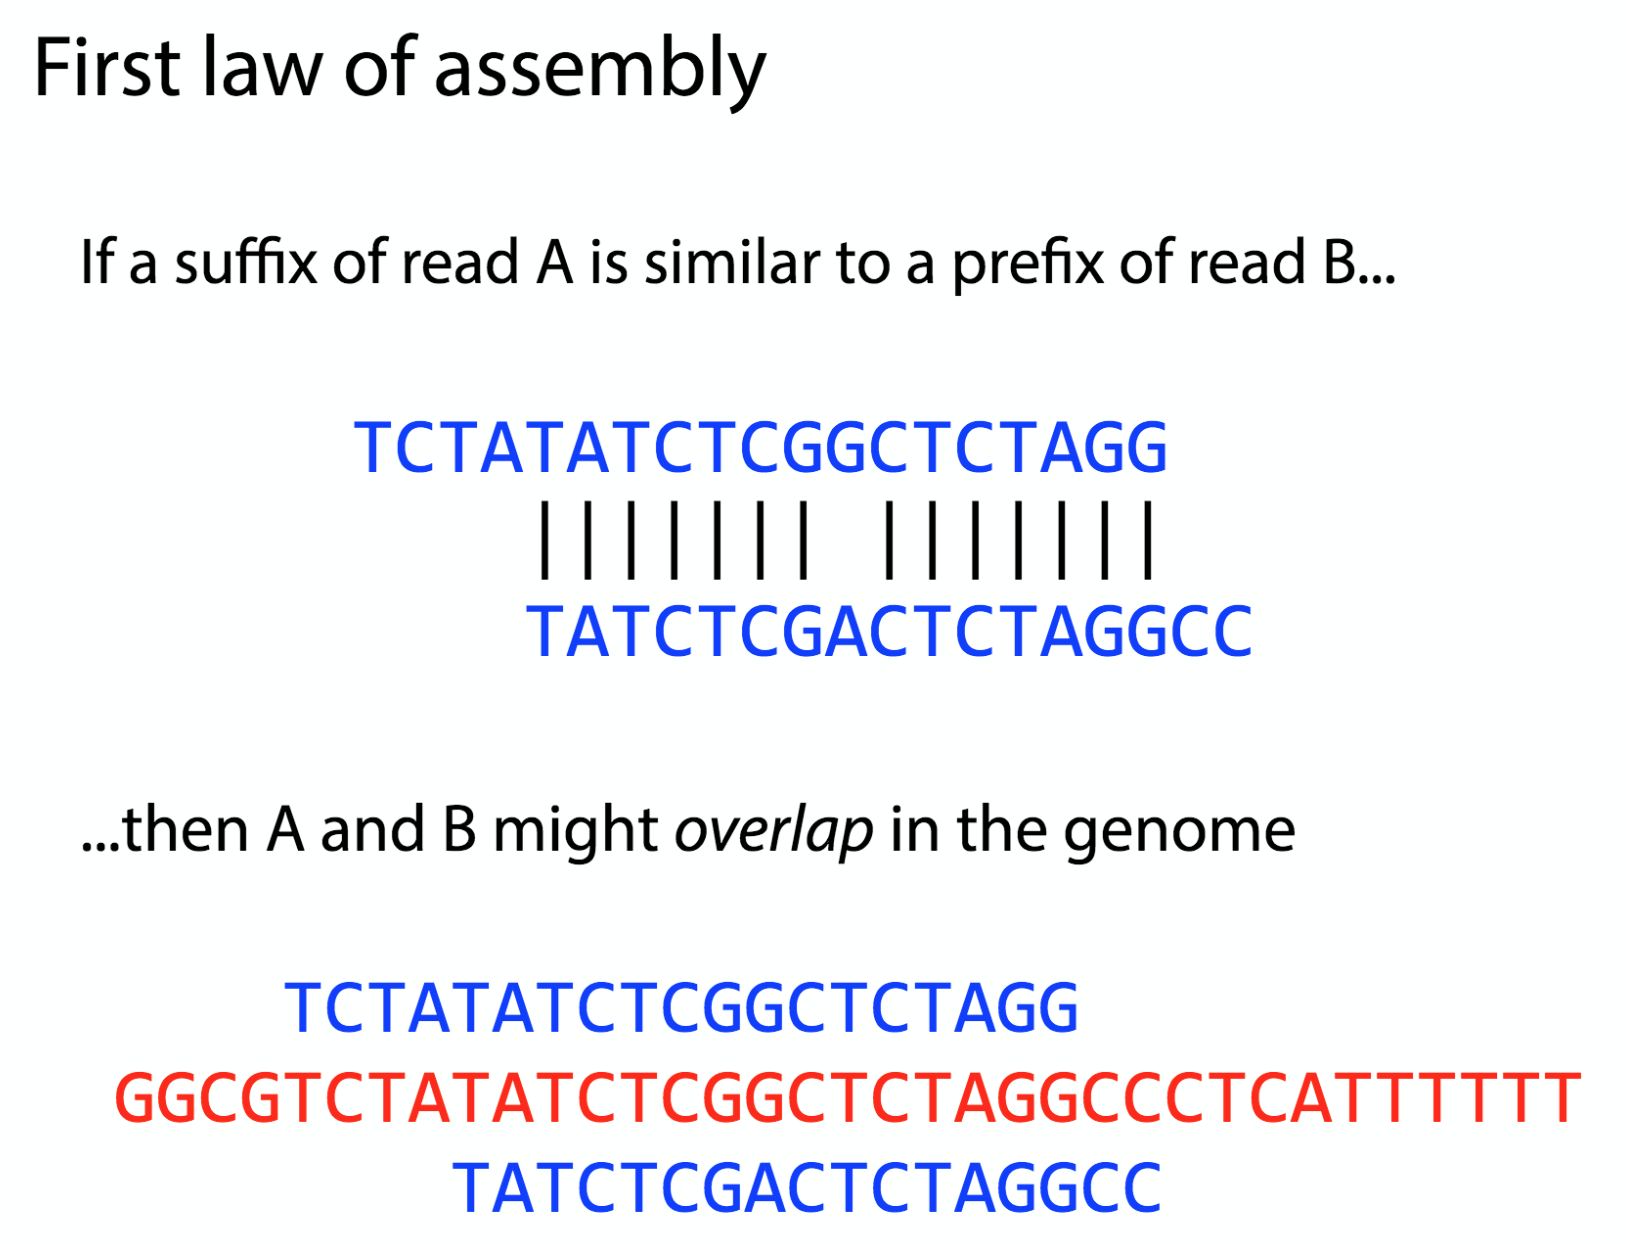 First law of assembly
If a suffix of read A is similar to a prefix of read B...
TCTATATCTCGGCTCTAGG
||||||| |||||||
TATCTCGACTCTAGGCC
...then A and B might overlap in the genome
TCTATATCTCGGCTCTAGG
GGCGTCTATATCTCGGCTCTAGGCCCTCATTTTTT
TATCTCGACTCTAGGCC